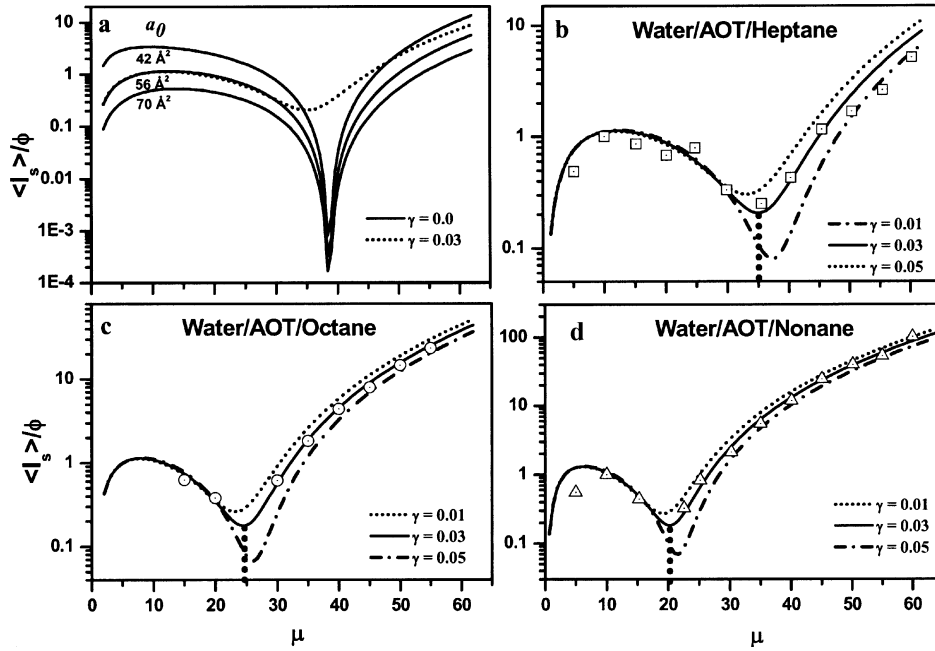 a
a₀
42 Å²
56 Å²
70 Å²
γ = 0.0
γ = 0.03
<I_s>/ϕ
10
1
0.1
0.01
1E-3
1E-4
b
Water/AOT/Heptane
γ = 0.01
γ = 0.03
γ = 0.05
1
0.1
c
Water/AOT/Octane
γ = 0.01
γ = 0.03
γ = 0.05
<I_s>/ϕ
10
1
0.1
0 10 20 30 40 50 60
μ
d
Water/AOT/Nonane
γ = 0.01
γ = 0.03
γ = 0.05
100
10
1
0.1
0 10 20 30 40 50 60
μ